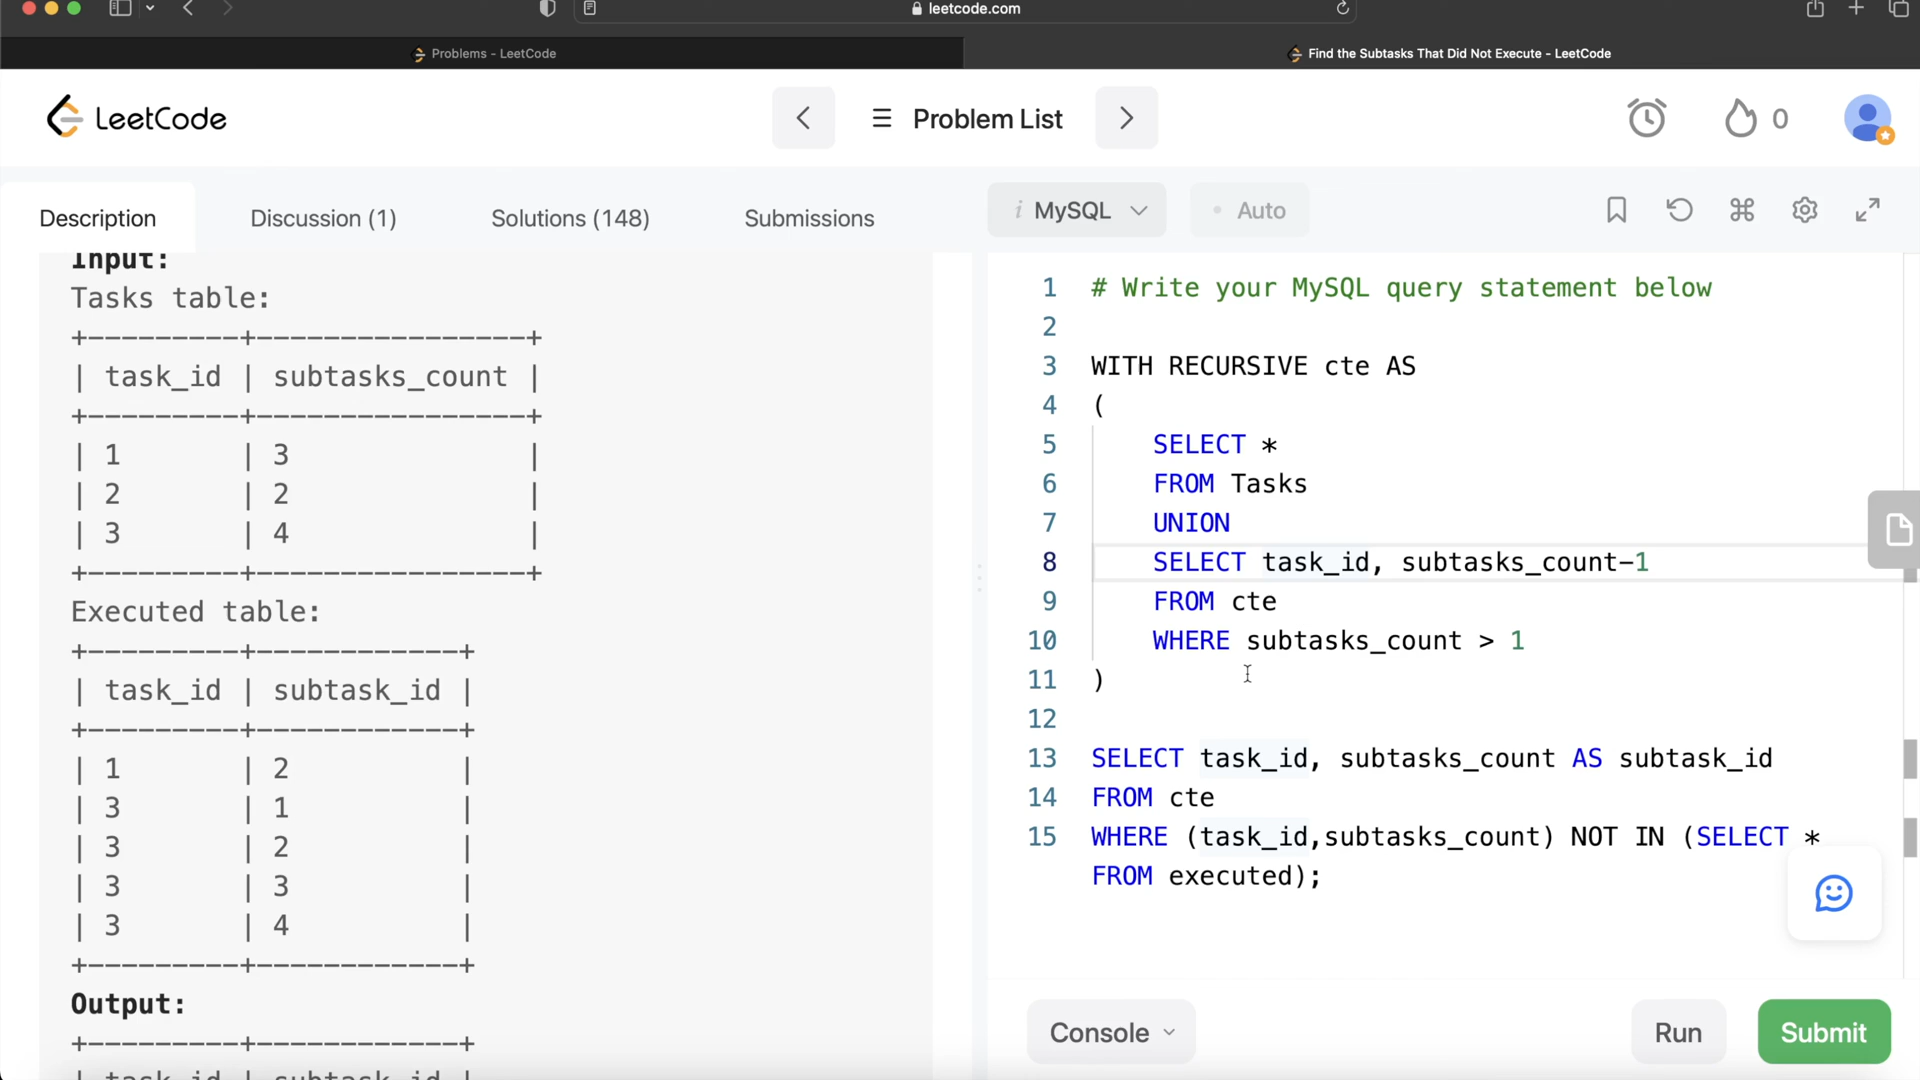 leetcode.com
Problems - LeetCode
Find the Subtasks That Did Not Execute - LeetCode
LeetCode
Problem List
0
Description
Discussion (1)
Solutions (148)
Submissions
i MySQL
Auto
Input:
Tasks table:
+---------+----------------+
| task_id | subtasks_count |
+---------+----------------+
| 1       | 3              |
| 2       | 2              |
| 3       | 4              |
+---------+----------------+
Executed table:
+---------+------------+
| task_id | subtask_id |
+---------+------------+
| 1       | 2          |
| 3       | 1          |
| 3       | 2          |
| 3       | 3          |
| 3       | 4          |
+---------+------------+
Output:
+---------+------------+
| task_id | subtask_id |
1 # Write your MySQL query statement below
2
3 WITH RECURSIVE cte AS
4 (
5     SELECT *
6     FROM Tasks
7     UNION
8     SELECT task_id, subtasks_count-1
9     FROM cte
10     WHERE subtasks_count > 1
11 )
12
13 SELECT task_id, subtasks_count AS subtask_id
14 FROM cte
15 WHERE (task_id,subtasks_count) NOT IN (SELECT *
FROM executed);
Console
Run
Submit